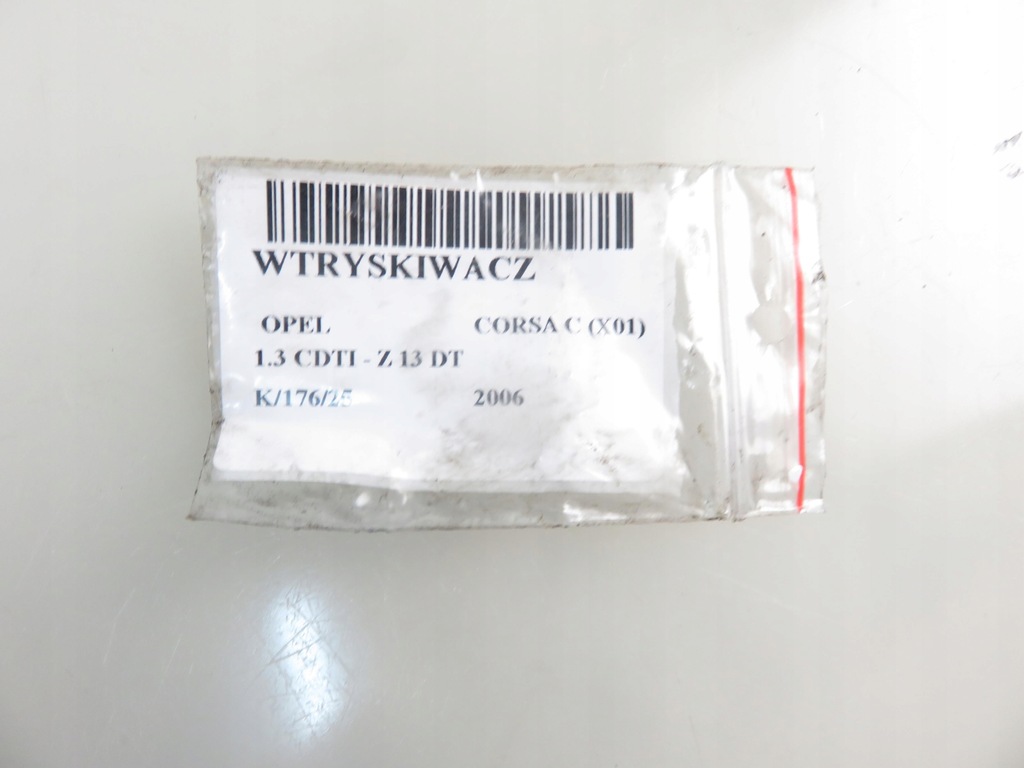 WTRYSKIWACZ
OPEL CORSA C (X01)
1.3 CDTI - Z 13 DT
K/176/25 2006